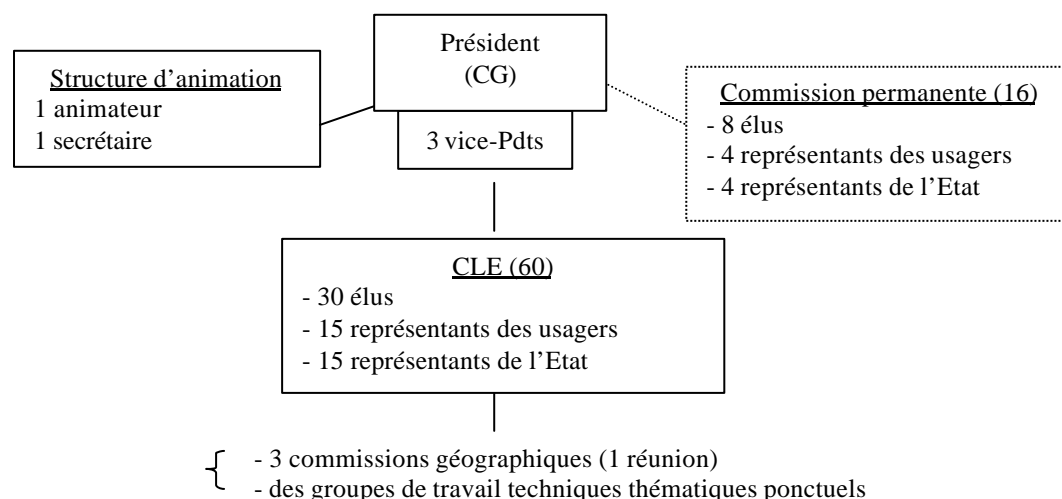 Président
(CG)
3 vice-Pdts
Structure d’animation
1 animateur
1 secrétaire
Commission permanente (16)
- 8 élus
- 4 représentants des usagers
- 4 représentants de l’Etat
CLE (60)
- 30 élus
- 15 représentants des usagers
- 15 représentants de l’Etat
- 3 commissions géographiques (1 réunion)
- des groupes de travail techniques thématiques ponctuels